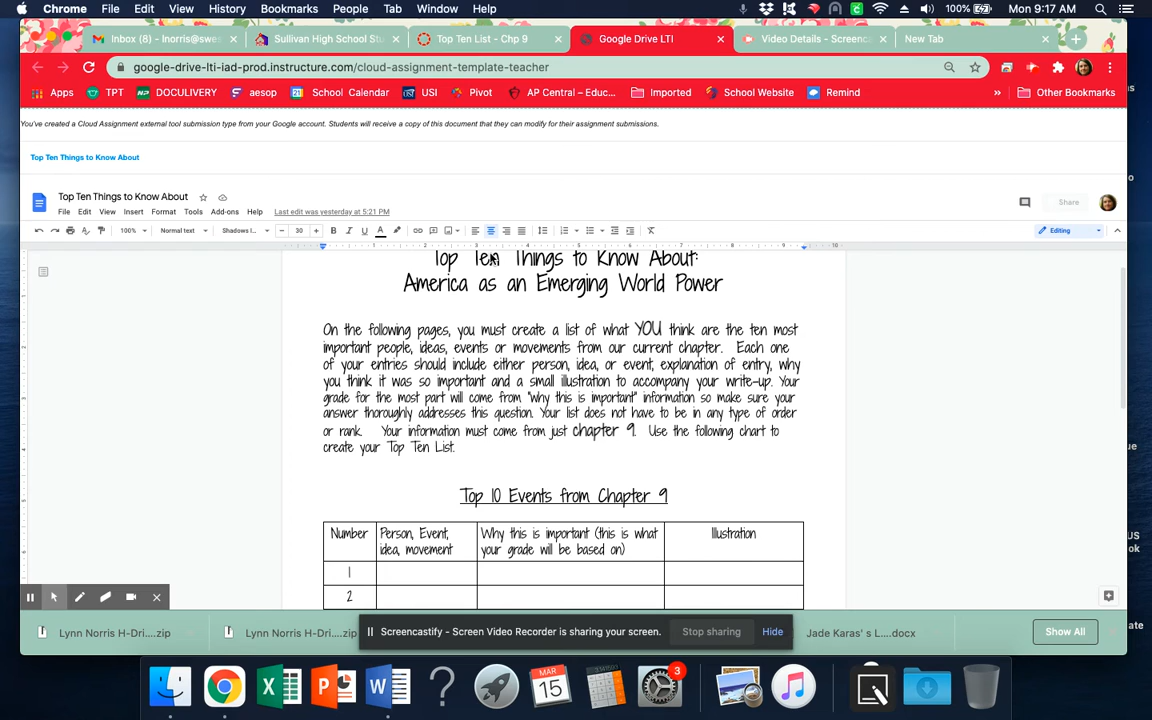 Chrome File Edit View History Bookmarks People Tab Window Help 100% Mon 9:17 AM
Inbox (8) - lnorris@swes Sullivan High School Stu Top Ten List - Chp 9 Google Drive LTI Video Details - Screenca New Tab
google-drive-lti-iad-prod.instructure.com/cloud-assignment-template-teacher
Apps TPT DOCULIVERY aesop School Calendar USI Pivot AP Central – Educ... Imported School Website Remind » Other Bookmarks
You've created a Cloud Assignment external tool submission type from your Google account. Students will receive a copy of this document that they can modify for their assignment submissions.
Top Ten Things to Know About
Top Ten Things to Know About
File Edit View Insert Format Tools Add-ons Help Last edit was yesterday at 5:21 PM Share
100% Normal text Shadows I... 30 Editing
Top Ten Things to Know About:
America as an Emerging World Power
On the following pages, you must create a list of what YOU think are the ten most
important people, ideas, events or movements from our current chapter. Each one
of your entries should include either person, idea, or event, explanation of entry, why
you think it was so important and a small illustration to accompany your write-up. Your
grade for the most part will come from "why this is important" information so make sure your
answer thoroughly addresses this question. Your list does not have to be in any type of order
or rank. Your information must come from just chapter 9. Use the following chart to
create your Top Ten List.
Top 10 Events from Chapter 9
Number Person, Event, idea, movement Why this is important (this is what your grade will be based on) Illustration
1
2
Lynn Norris H-Dri....zip Lynn Norris H-Dri....zip Screencastify - Screen Video Recorder is sharing your screen. Stop sharing Hide Jade Karas' s L....docx Show All
MAR
15
3